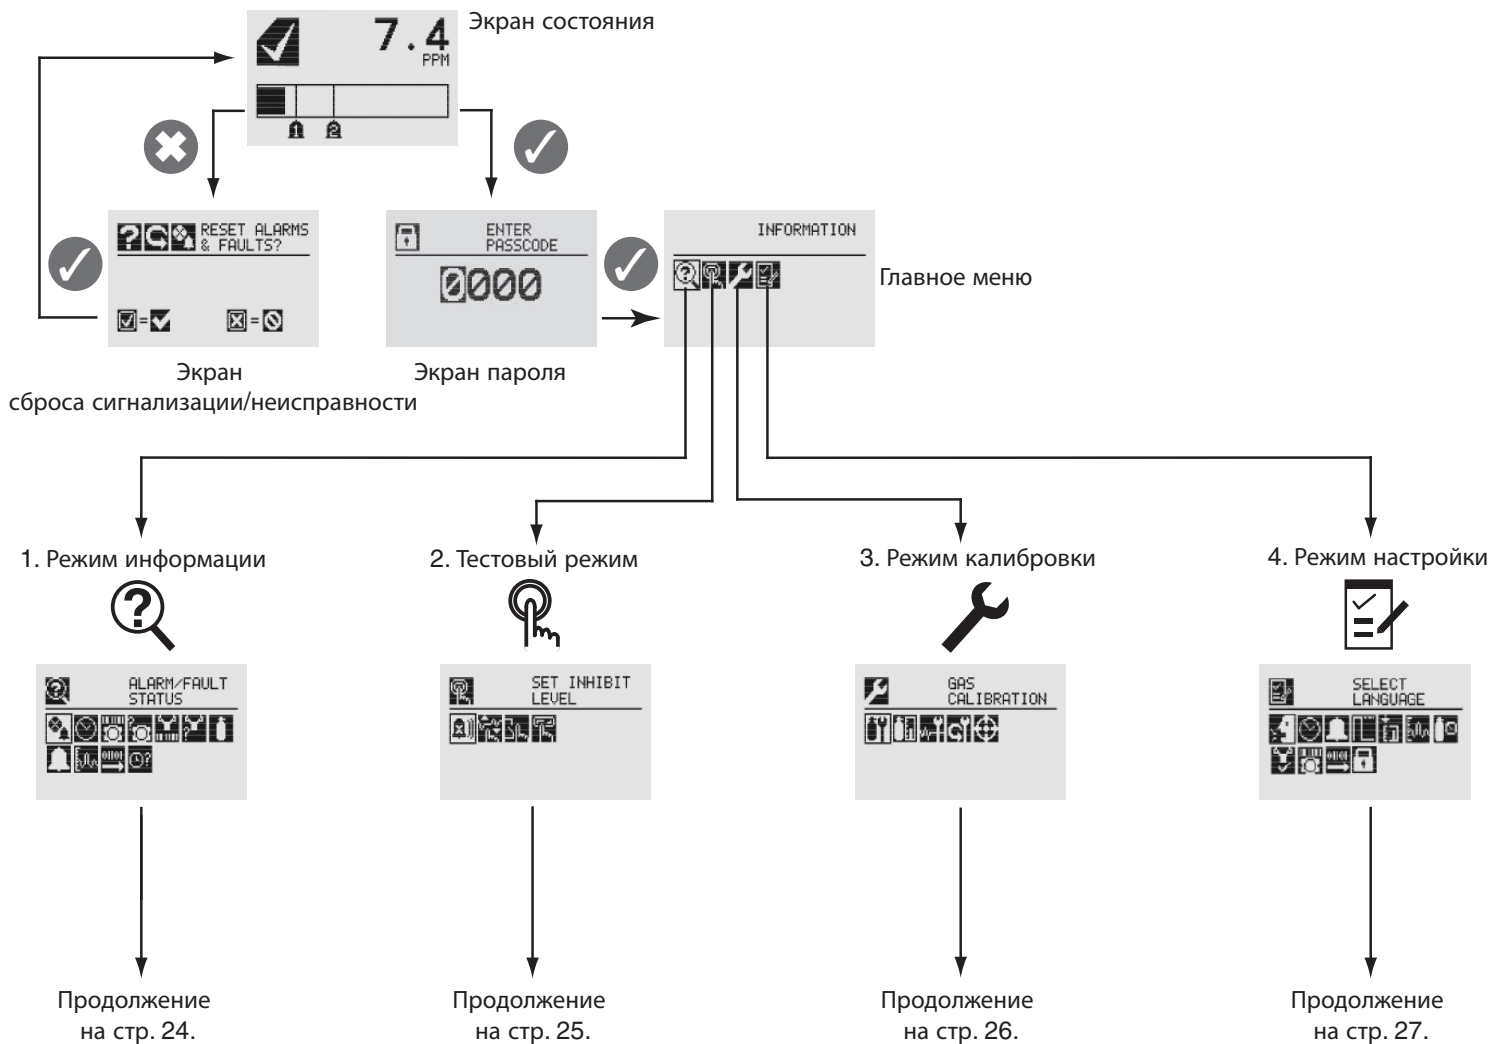 Экран состояния
7.4
PPM
1 2
RESET ALARMS
& FAULTS?
ENTER
PASSCODE
0000
INFORMATION
Главное меню
Экран
сброса сигнализации/неисправности
Экран пароля
1. Режим информации
2. Тестовый режим
3. Режим калибровки
4. Режим настройки
ALARM/FAULT
STATUS
SET INHIBIT
LEVEL
GAS
CALIBRATION
SELECT
LANGUAGE
Продолжение
на стр. 24.
Продолжение
на стр. 25.
Продолжение
на стр. 26.
Продолжение
на стр. 27.